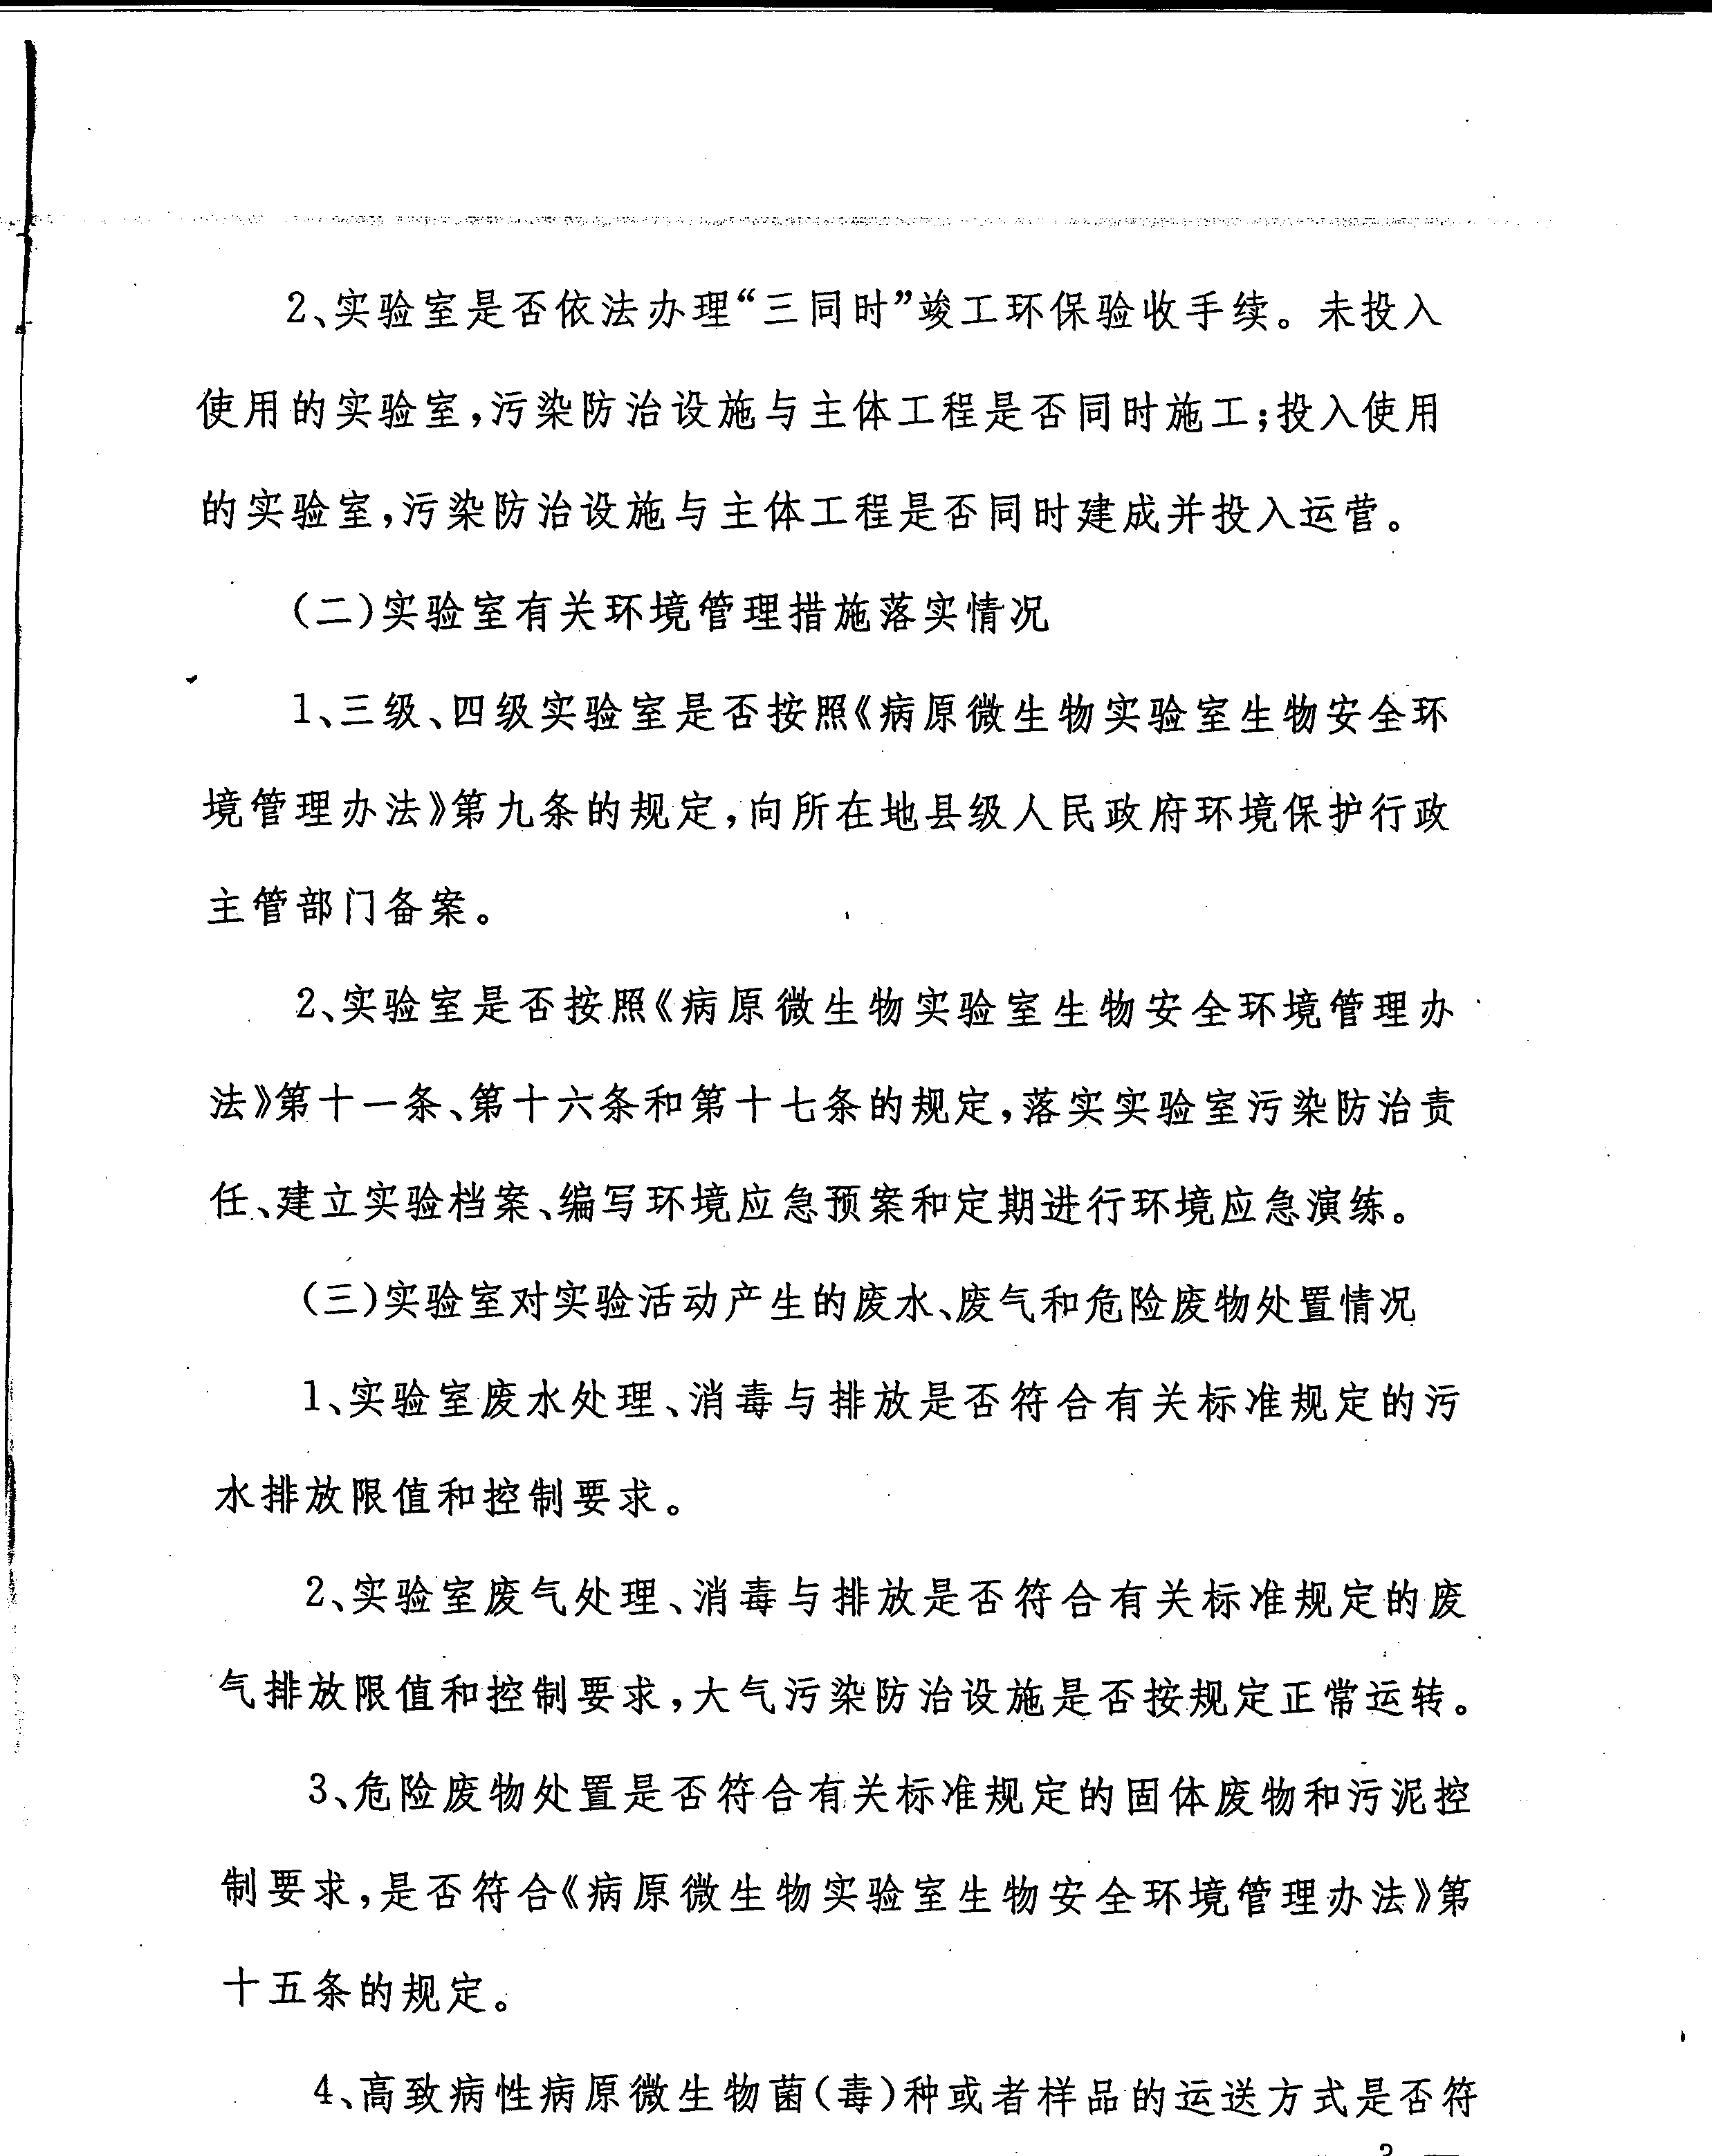 2、实验室是否依法办理“三同时”竣工环保验收手续。未投入
使用的实验室,污染防治设施与主体工程是否同时施工;投入使用
的实验室,污染防治设施与主体工程是否同时建成并投入运营。
(二)实验室有关环境管理措施落实情况
1、三级、四级实验室是否按照《病原微生物实验室生物安全环
境管理办法》第九条的规定,向所在地县级人民政府环境保护行政
主管部门备案。
2、实验室是否按照《病原微生物实验室生物安全环境管理办
法》第十一条、第十六条和第十七条的规定,落实实验室污染防治责
任、建立实验档案、编写环境应急预案和定期进行环境应急演练。
(三)实验室对实验活动产生的废水、废气和危险废物处置情况
1、实验室废水处理、消毒与排放是否符合有关标准规定的污
水排放限值和控制要求。
2、实验室废气处理、消毒与排放是否符合有关标准规定的废
气排放限值和控制要求,大气污染防治设施是否按规定正常运转。
3、危险废物处置是否符合有关标准规定的固体废物和污泥控
制要求,是否符合《病原微生物实验室生物安全环境管理办法》第
十五条的规定。
4、高致病性病原微生物菌(毒)种或者样品的运送方式是否符